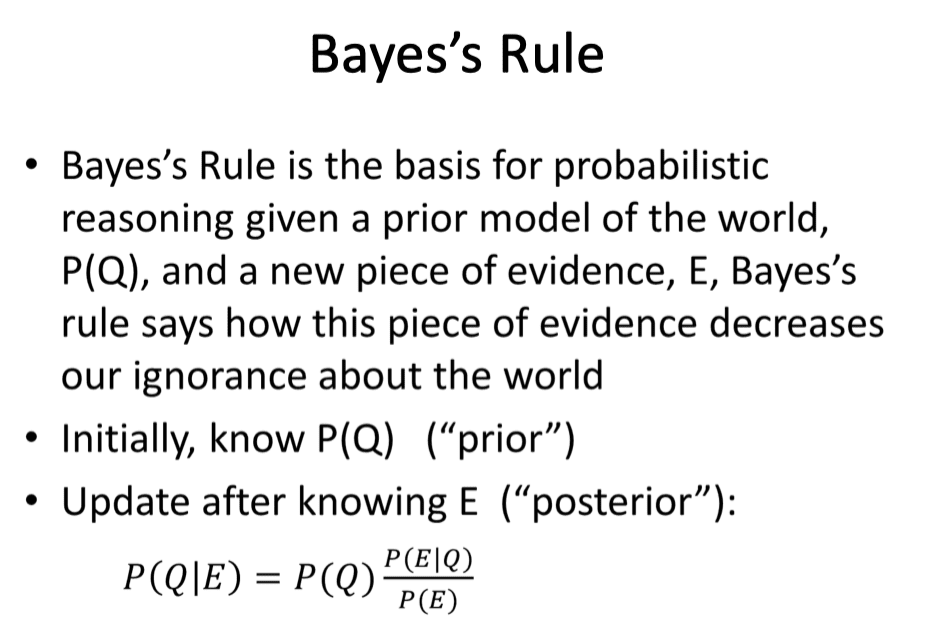 Bayes’s Rule
• Bayes’s Rule is the basis for probabilistic
reasoning given a prior model of the world,
P(Q), and a new piece of evidence, E, Bayes’s
rule says how this piece of evidence decreases
our ignorance about the world
• Initially, know P(Q) (“prior”)
• Update after knowing E (“posterior”):
P(Q|E) = P(Q) P(E|Q) / P(E)